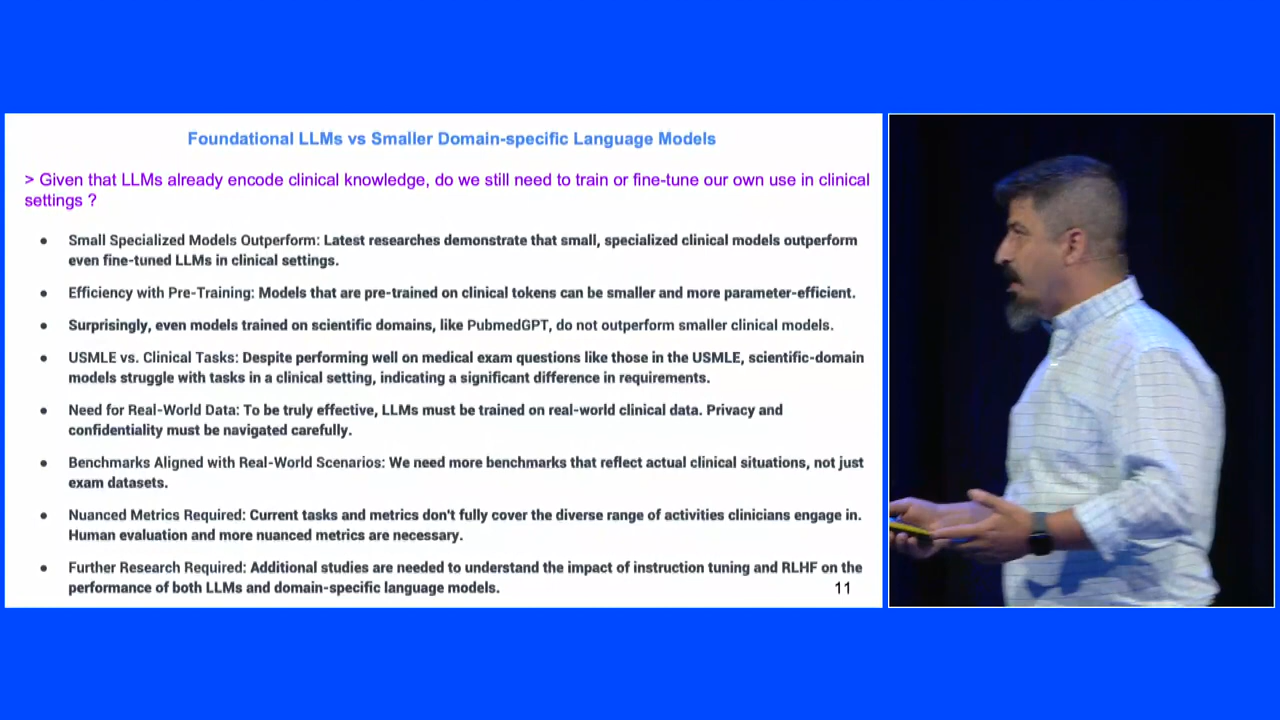 Foundational LLMs vs Smaller Domain-specific Language Models
> Given that LLMs already encode clinical knowledge, do we still need to train or fine-tune our own use in clinical
settings ?
● Small Specialized Models Outperform: Latest researches demonstrate that small, specialized clinical models outperform
even fine-tuned LLMs in clinical settings.
● Efficiency with Pre-Training: Models that are pre-trained on clinical tokens can be smaller and more parameter-efficient.
● Surprisingly, even models trained on scientific domains, like PubmedGPT, do not outperform smaller clinical models.
● USMLE vs. Clinical Tasks: Despite performing well on medical exam questions like those in the USMLE, scientific-domain
models struggle with tasks in a clinical setting, indicating a significant difference in requirements.
● Need for Real-World Data: To be truly effective, LLMs must be trained on real-world clinical data. Privacy and
confidentiality must be navigated carefully.
● Benchmarks Aligned with Real-World Scenarios: We need more benchmarks that reflect actual clinical situations, not just
exam datasets.
● Nuanced Metrics Required: Current tasks and metrics don't fully cover the diverse range of activities clinicians engage in.
Human evaluation and more nuanced metrics are necessary.
● Further Research Required: Additional studies are needed to understand the impact of instruction tuning and RLHF on the
performance of both LLMs and domain-specific language models.
11